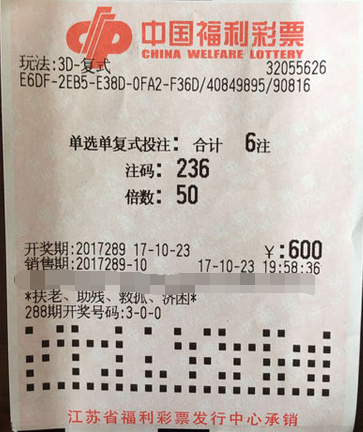 中国福利彩票
CHINA WELFARE LOTTERY
玩法:3D-复式 32055626
E6DF-2EB5-E38D-0FA2-F36D/40849895/90816
单选单复式投注: 合计 6注
注码: 236
倍数: 50
开奖期:2017289 17-10-23 ¥:600
销售期:2017289-10 17-10-23 19:58:36
*扶老、助残、救孤、济困*
288期开奖号码:3-0-0
江苏省福利彩票发行中心承销